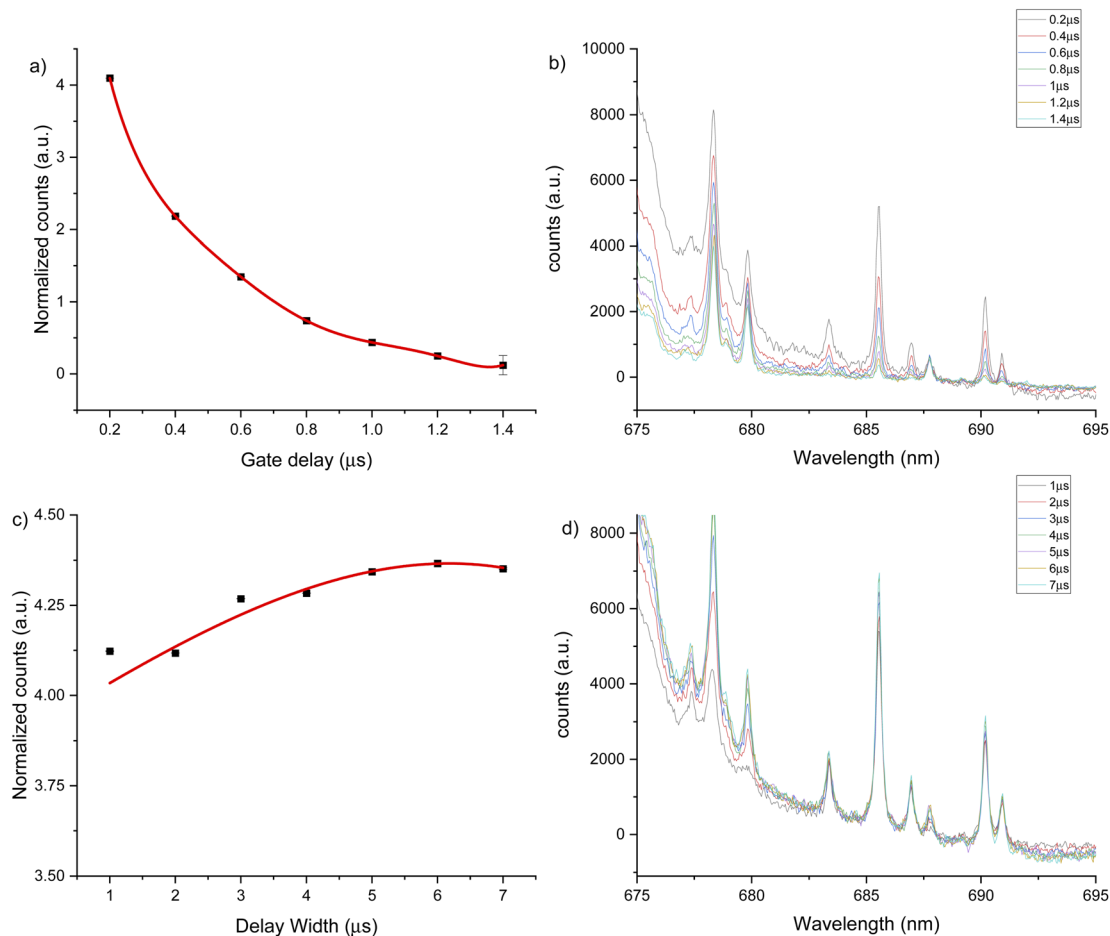 a)
Normalized counts (a.u.)
4
3
2
1
0
0.2 0.4 0.6 0.8 1.0 1.2 1.4
Gate delay (μs)
b)
0.2μs
0.4μs
0.6μs
0.8μs
1μs
1.2μs
1.4μs
counts (a.u.)
10000
8000
6000
4000
2000
0
675 680 685 690 695
Wavelength (nm)
c)
Normalized counts (a.u.)
4.50
4.25
4.00
3.75
3.50
1 2 3 4 5 6 7
Delay Width (μs)
d)
1μs
2μs
3μs
4μs
5μs
6μs
7μs
counts (a.u.)
8000
6000
4000
2000
0
675 680 685 690 695
Wavelength (nm)